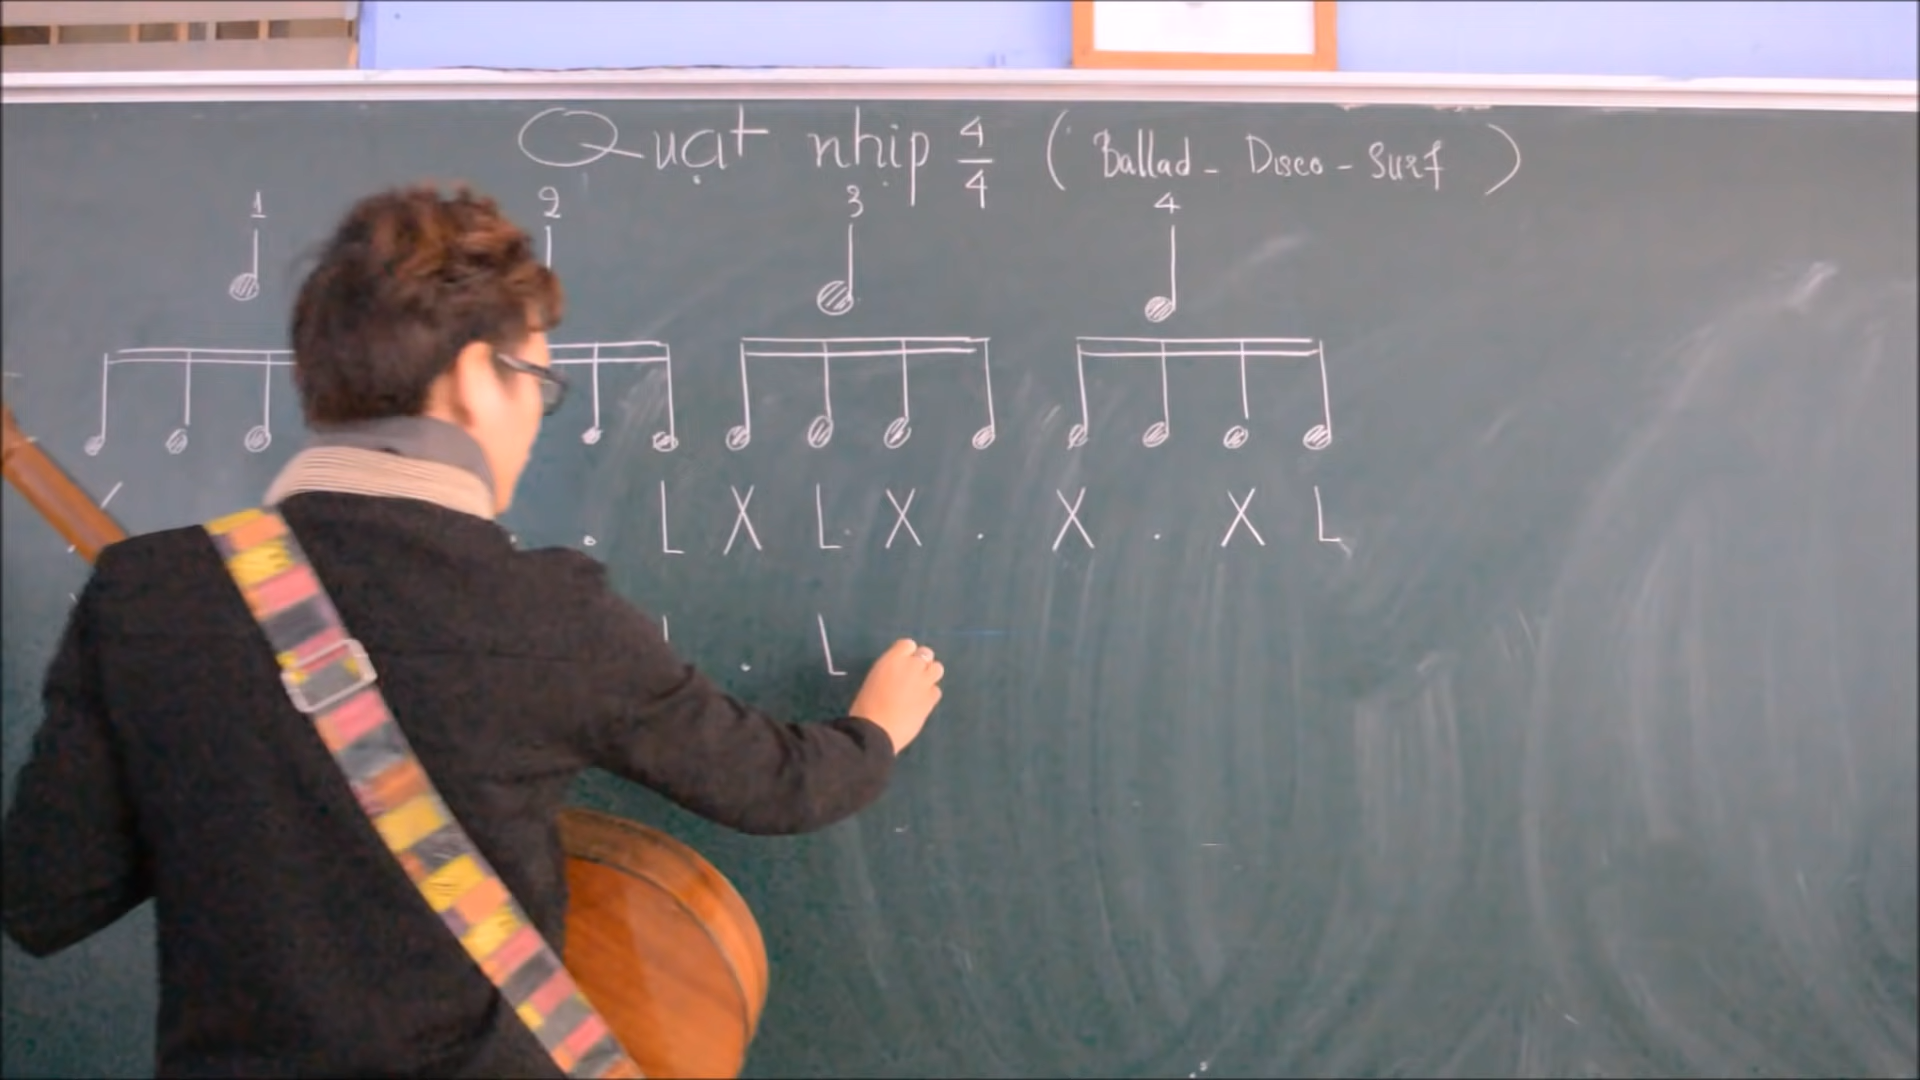 Quạt nhịp 4/4 (Ballad - Disco - Surf)
1 2 3 4
. L X L X . X . X L
. L